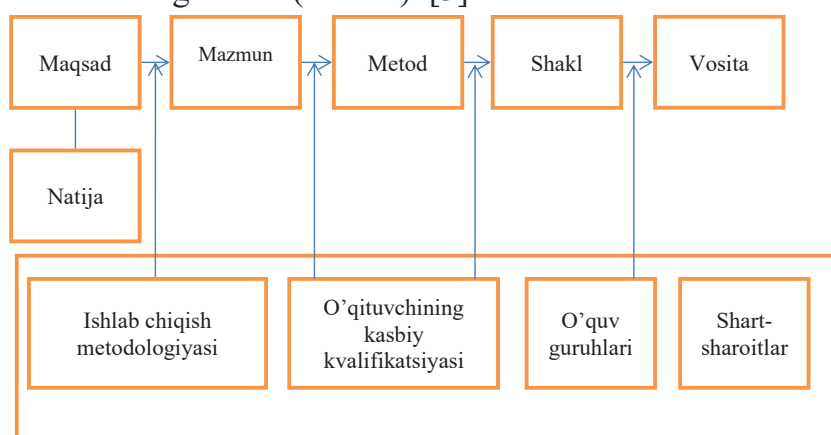 Maqsad
Mazmun
Metod
Shakl
Vosita
Natija
Ishlab chiqish
metodologiyasi
O’qituvchining
kasbiy
kvalifikatsiyasi
O’quv
guruhlari
Shart-
sharoitlar